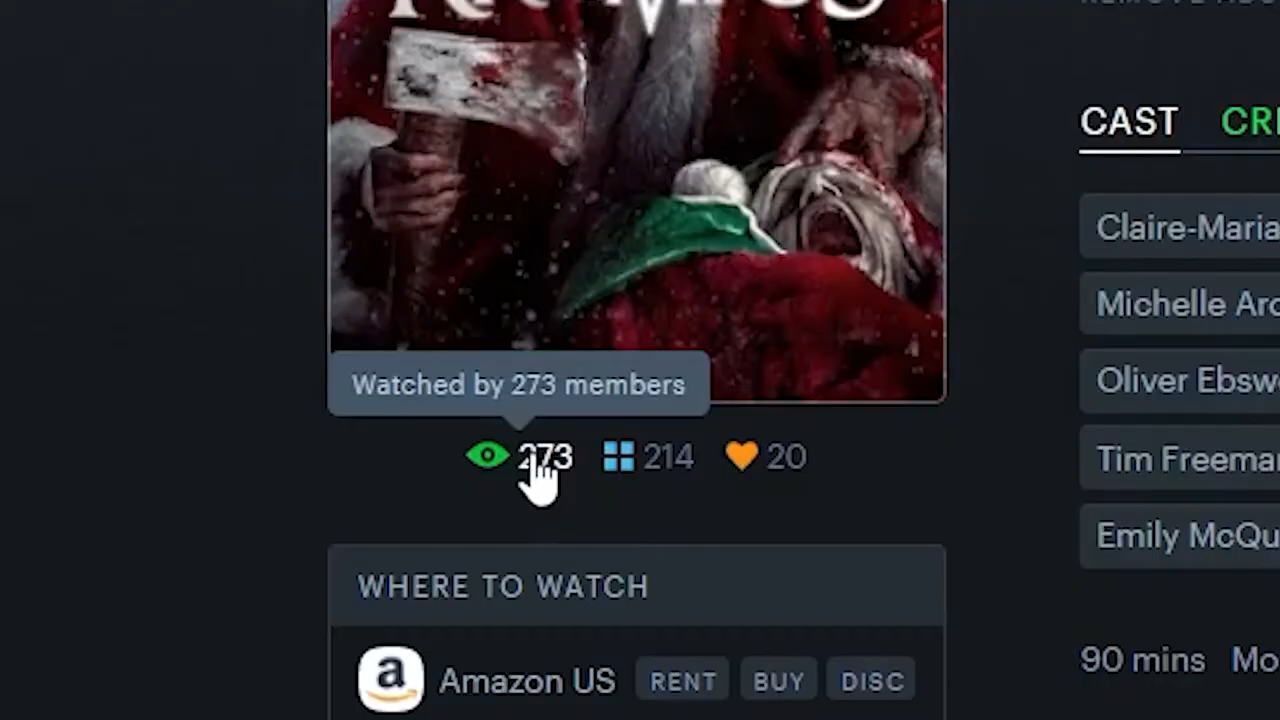 CAST
Claire-Maria
Michelle Arc
Oliver Ebsw
Tim Freema
Emily McQu
Watched by 273 members
273 214 20
WHERE TO WATCH
a Amazon US RENT BUY DISC
90 mins Mo